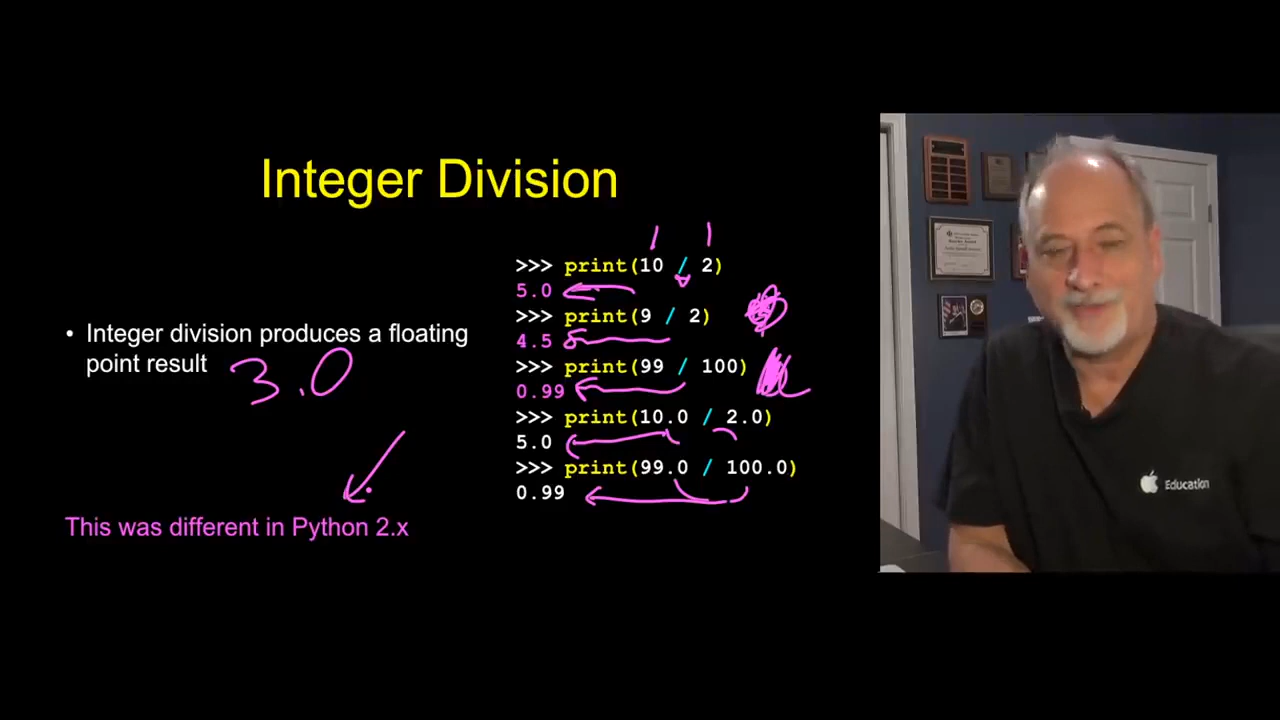 Integer Division
• Integer division produces a floating
point result
3.0
This was different in Python 2.x
>>> print(10 / 2)
5.0
>>> print(9 / 2)
4.5
>>> print(99 / 100)
0.99
>>> print(10.0 / 2.0)
5.0
>>> print(99.0 / 100.0)
0.99
Education